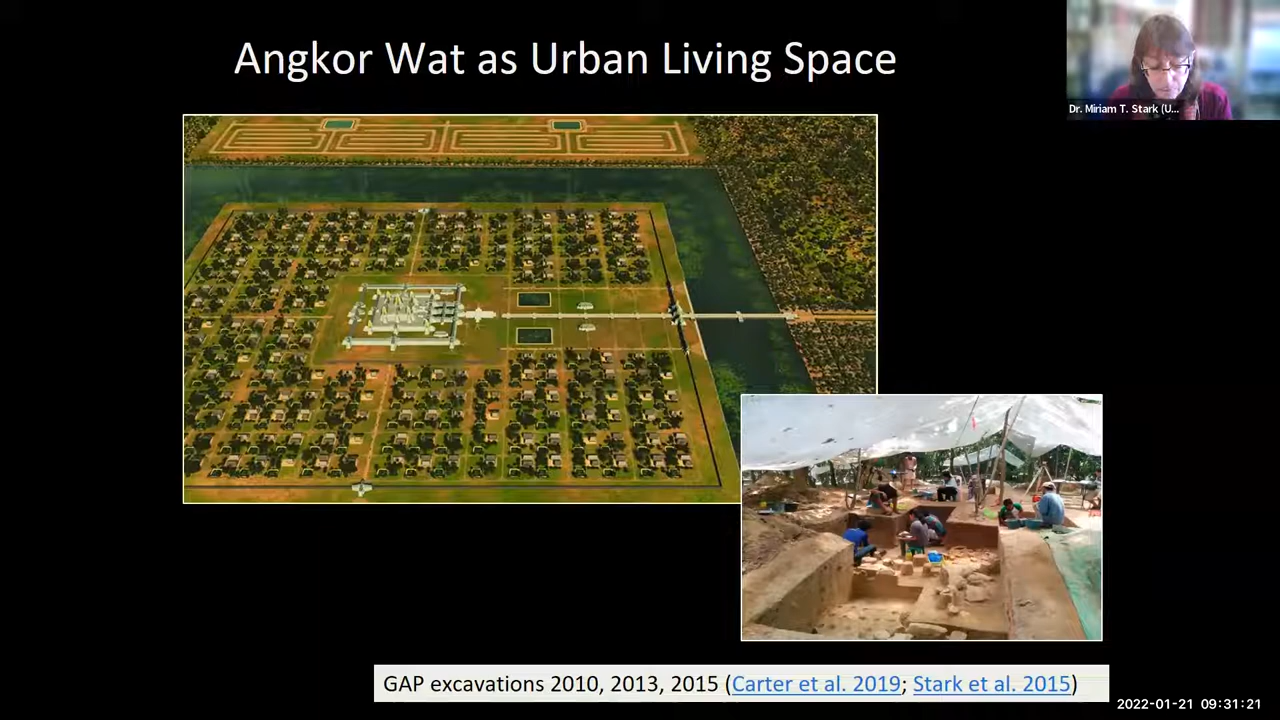 Angkor Wat as Urban Living Space
Dr. Miriam T. Stark (U...
GAP excavations 2010, 2013, 2015 (Carter et al. 2019; Stark et al. 2015)
2022-01-21 09:31:21